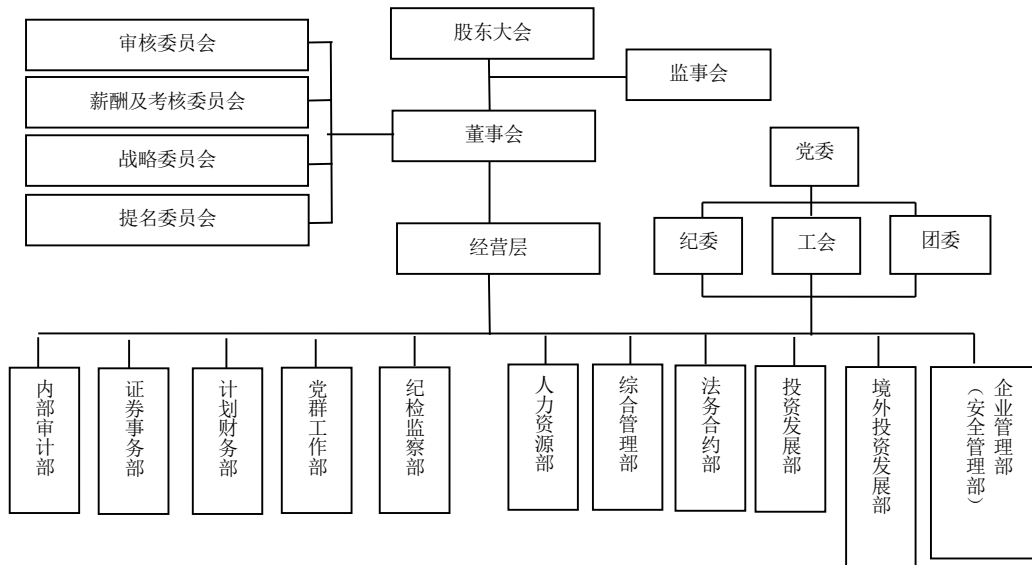 股东大会
监事会
审核委员会
薪酬及考核委员会
战略委员会
提名委员会
董事会
党委
经营层
纪委
工会
团委
内部审计部
证券事务部
计划财务部
党群工作部
纪检监察部
人力资源部
综合管理部
法务合约部
投资发展部
境外投资发展部
企业管理部
（安全管理部）